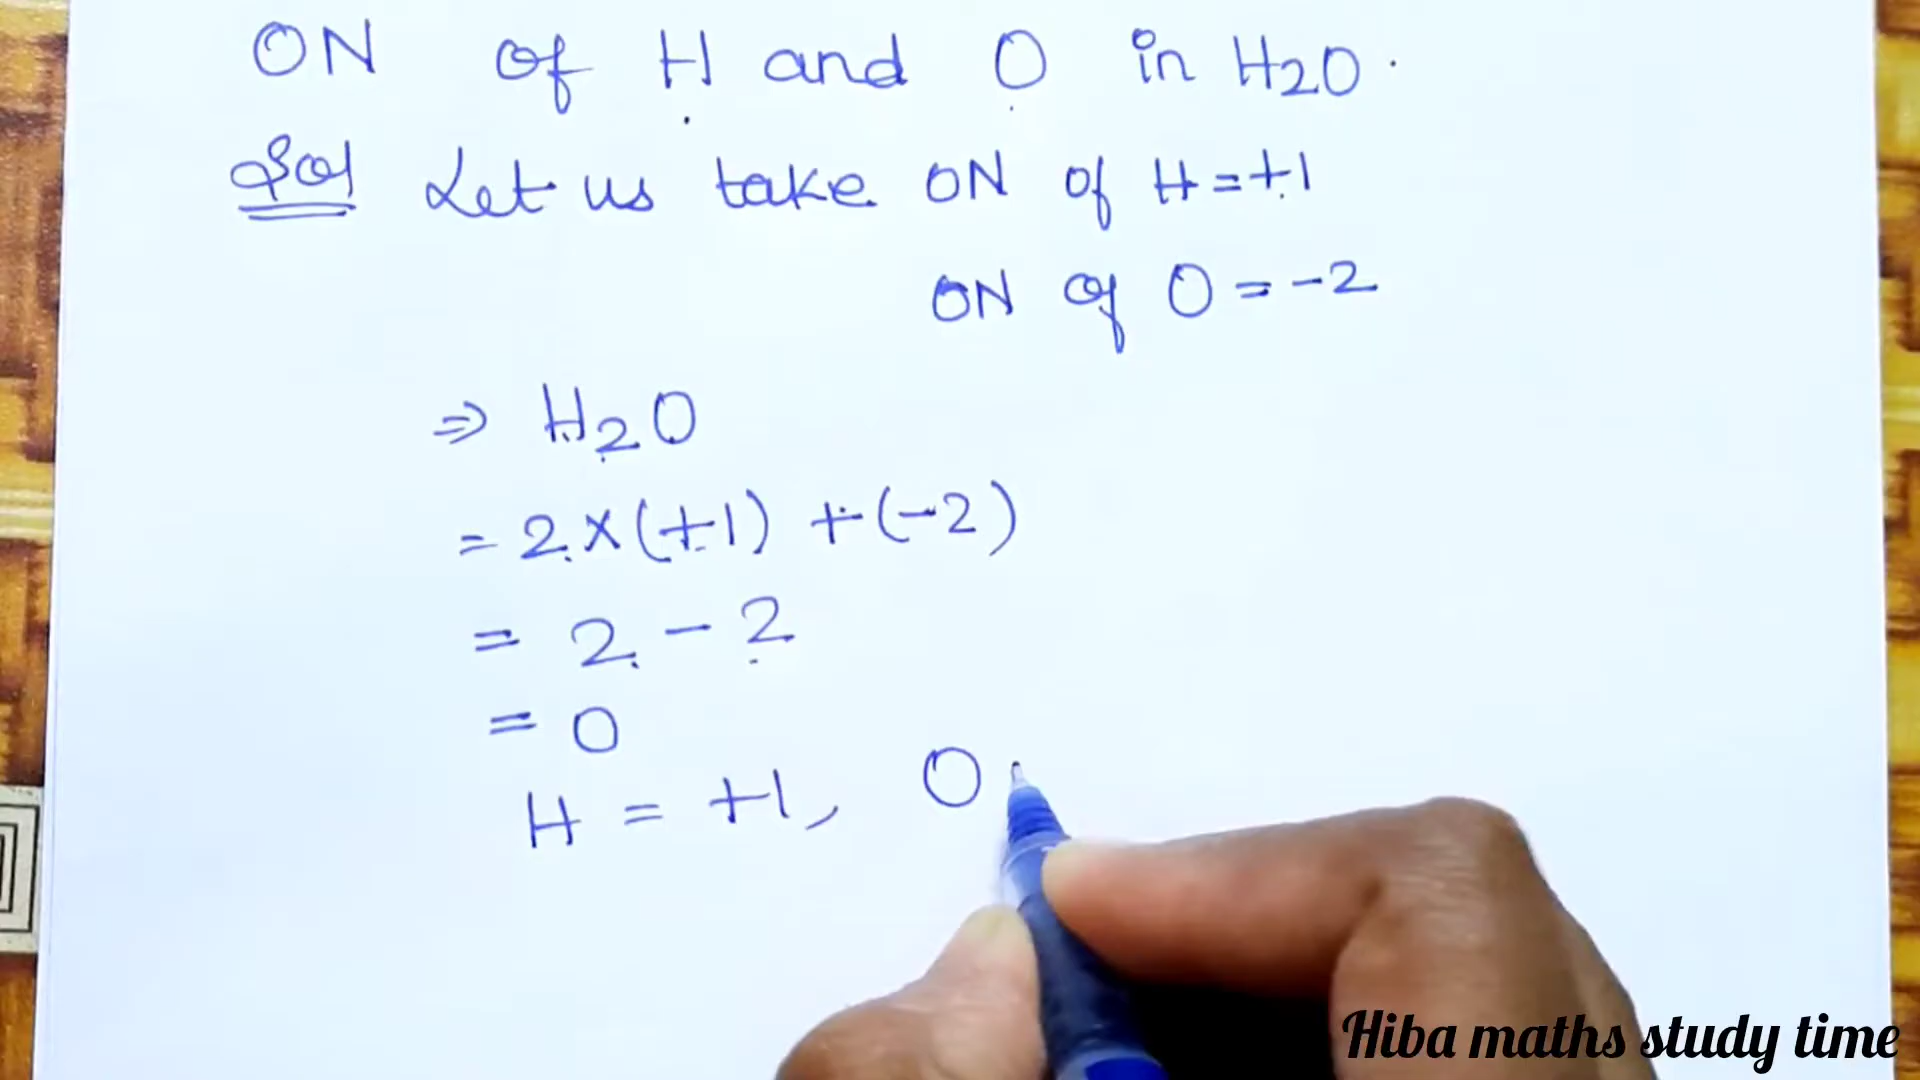 ON of H and O in H2O.
Sol Let us take ON of H = +1
ON of O = -2
⇒ H2O
= 2 × (+1) + (-2)
= 2 - 2
= 0
H = +1, O
Hiba maths study time